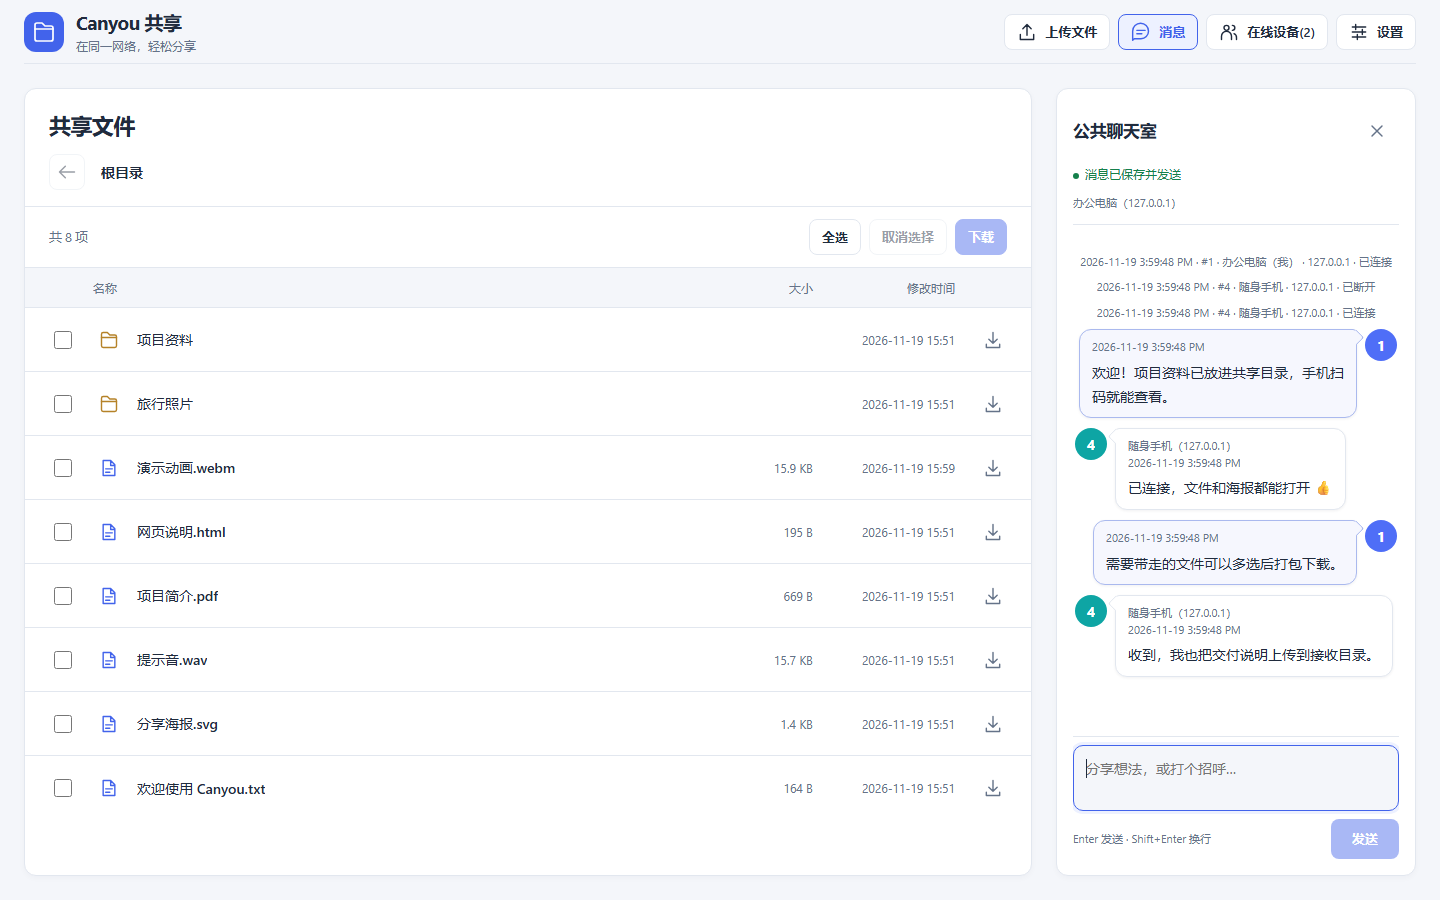 Canyou 共享
在同一网络，轻松分享
上传文件
消息
在线设备(2)
设置
共享文件
根目录
共 8 项
全选
取消选择
下载
名称
大小
修改时间
项目资料
2026-11-19 15:51
旅行照片
2026-11-19 15:51
演示动画.webm
15.9 KB
2026-11-19 15:59
网页说明.html
195 B
2026-11-19 15:51
项目简介.pdf
669 B
2026-11-19 15:51
提示音.wav
15.7 KB
2026-11-19 15:51
分享海报.svg
1.4 KB
2026-11-19 15:51
欢迎使用 Canyou.txt
164 B
2026-11-19 15:51
公共聊天室
消息已保存并发送
办公电脑（127.0.0.1）
2026-11-19 3:59:48 PM · #1 · 办公电脑（我） · 127.0.0.1 · 已连接
2026-11-19 3:59:48 PM · #4 · 随身手机 · 127.0.0.1 · 已断开
2026-11-19 3:59:48 PM · #4 · 随身手机 · 127.0.0.1 · 已连接
2026-11-19 3:59:48 PM
1
欢迎！项目资料已放进共享目录，手机扫
码就能查看。
4
随身手机（127.0.0.1）
2026-11-19 3:59:48 PM
已连接，文件和海报都能打开 👍
2026-11-19 3:59:48 PM
1
需要带走的文件可以多选后打包下载。
4
随身手机（127.0.0.1）
2026-11-19 3:59:48 PM
收到，我也把交付说明上传到接收目录。
分享想法，或打个招呼...
Enter 发送 · Shift+Enter 换行
发送